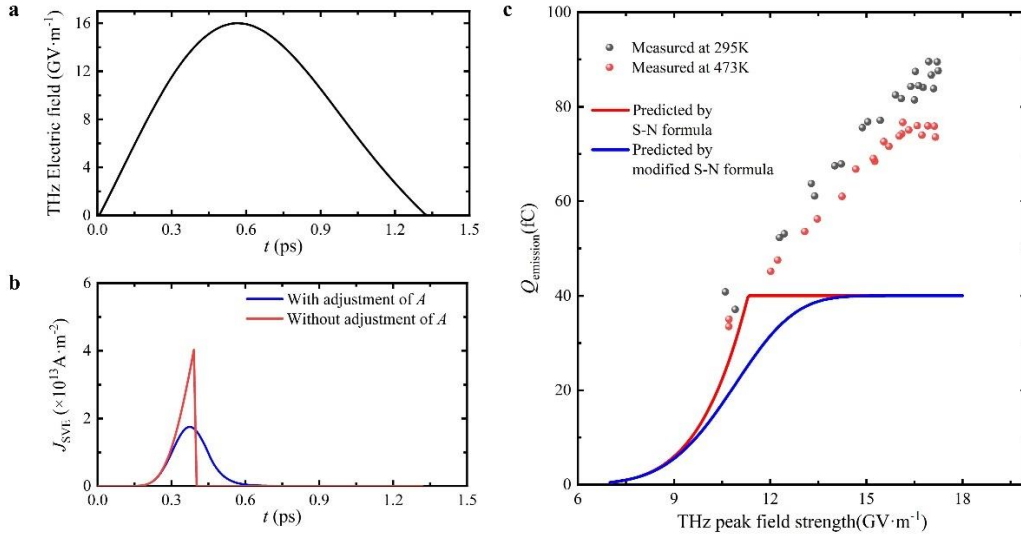 a
THz Electric field (GV·m⁻¹)
16
12
8
4
0
0.0 0.3 0.6 0.9 1.2 1.5
t (ps)
b
J_SVE (×10¹³A·m⁻²)
6
4
2
0
With adjustment of A
Without adjustment of A
0.0 0.3 0.6 0.9 1.2 1.5
t (ps)
c
Q_emission(fC)
100
80
60
40
20
0
Measured at 295K
Measured at 473K
Predicted by
S-N formula
Predicted by
modified S-N formula
6 9 12 15 18
THz peak field strength(GV·m⁻¹)